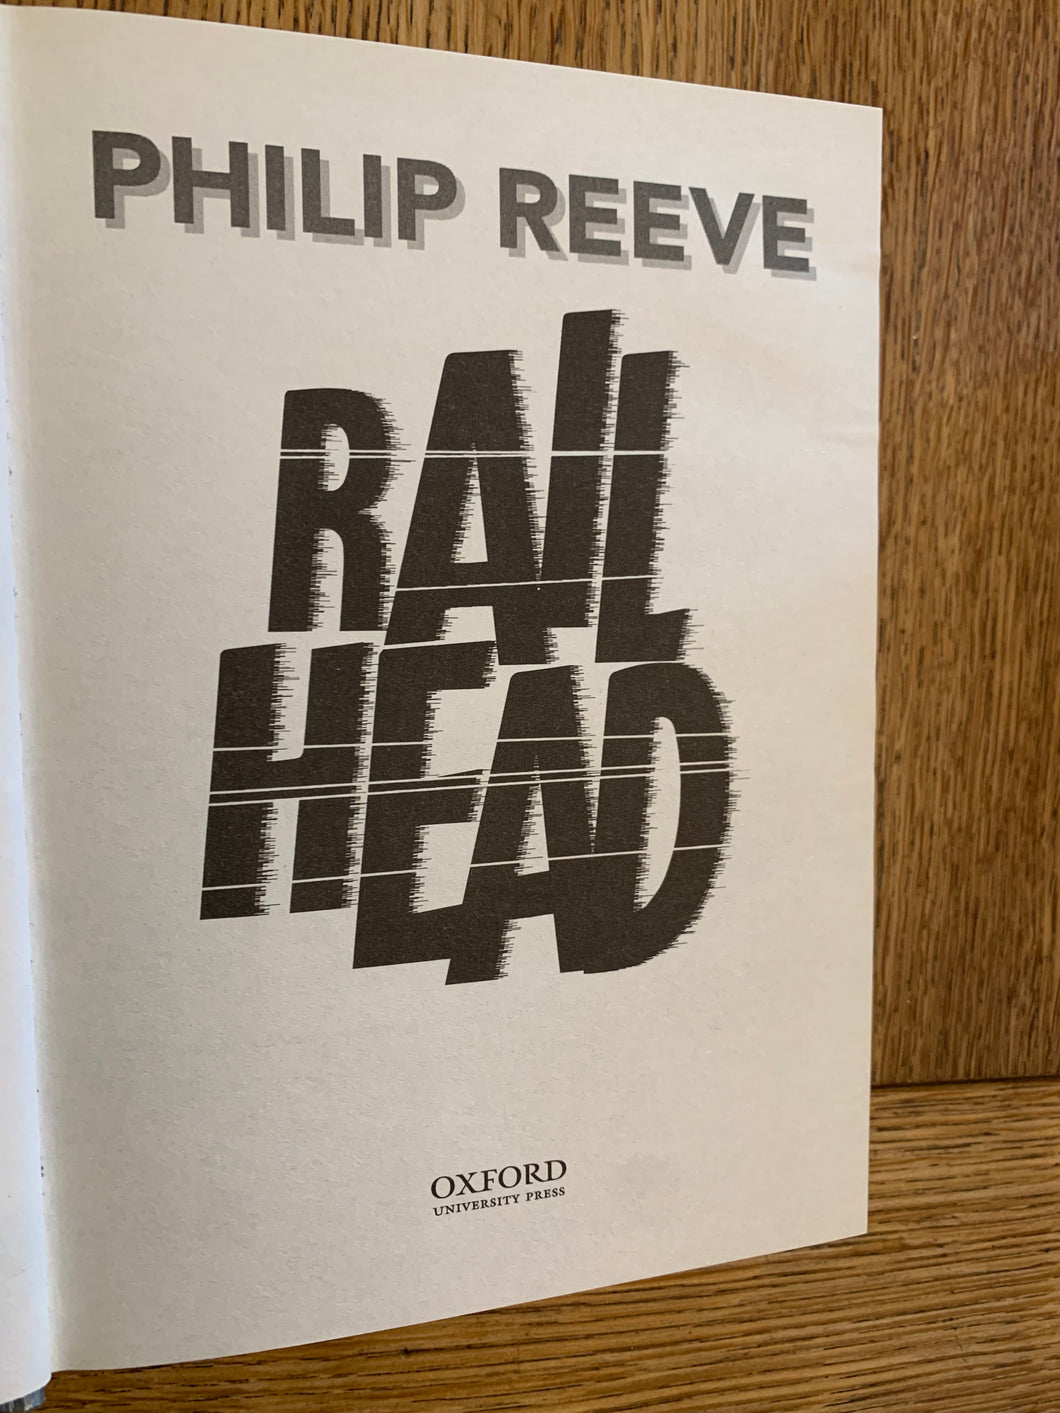 PHILIP REEVE
RAIL
HEAD
OXFORD
UNIVERSITY PRESS